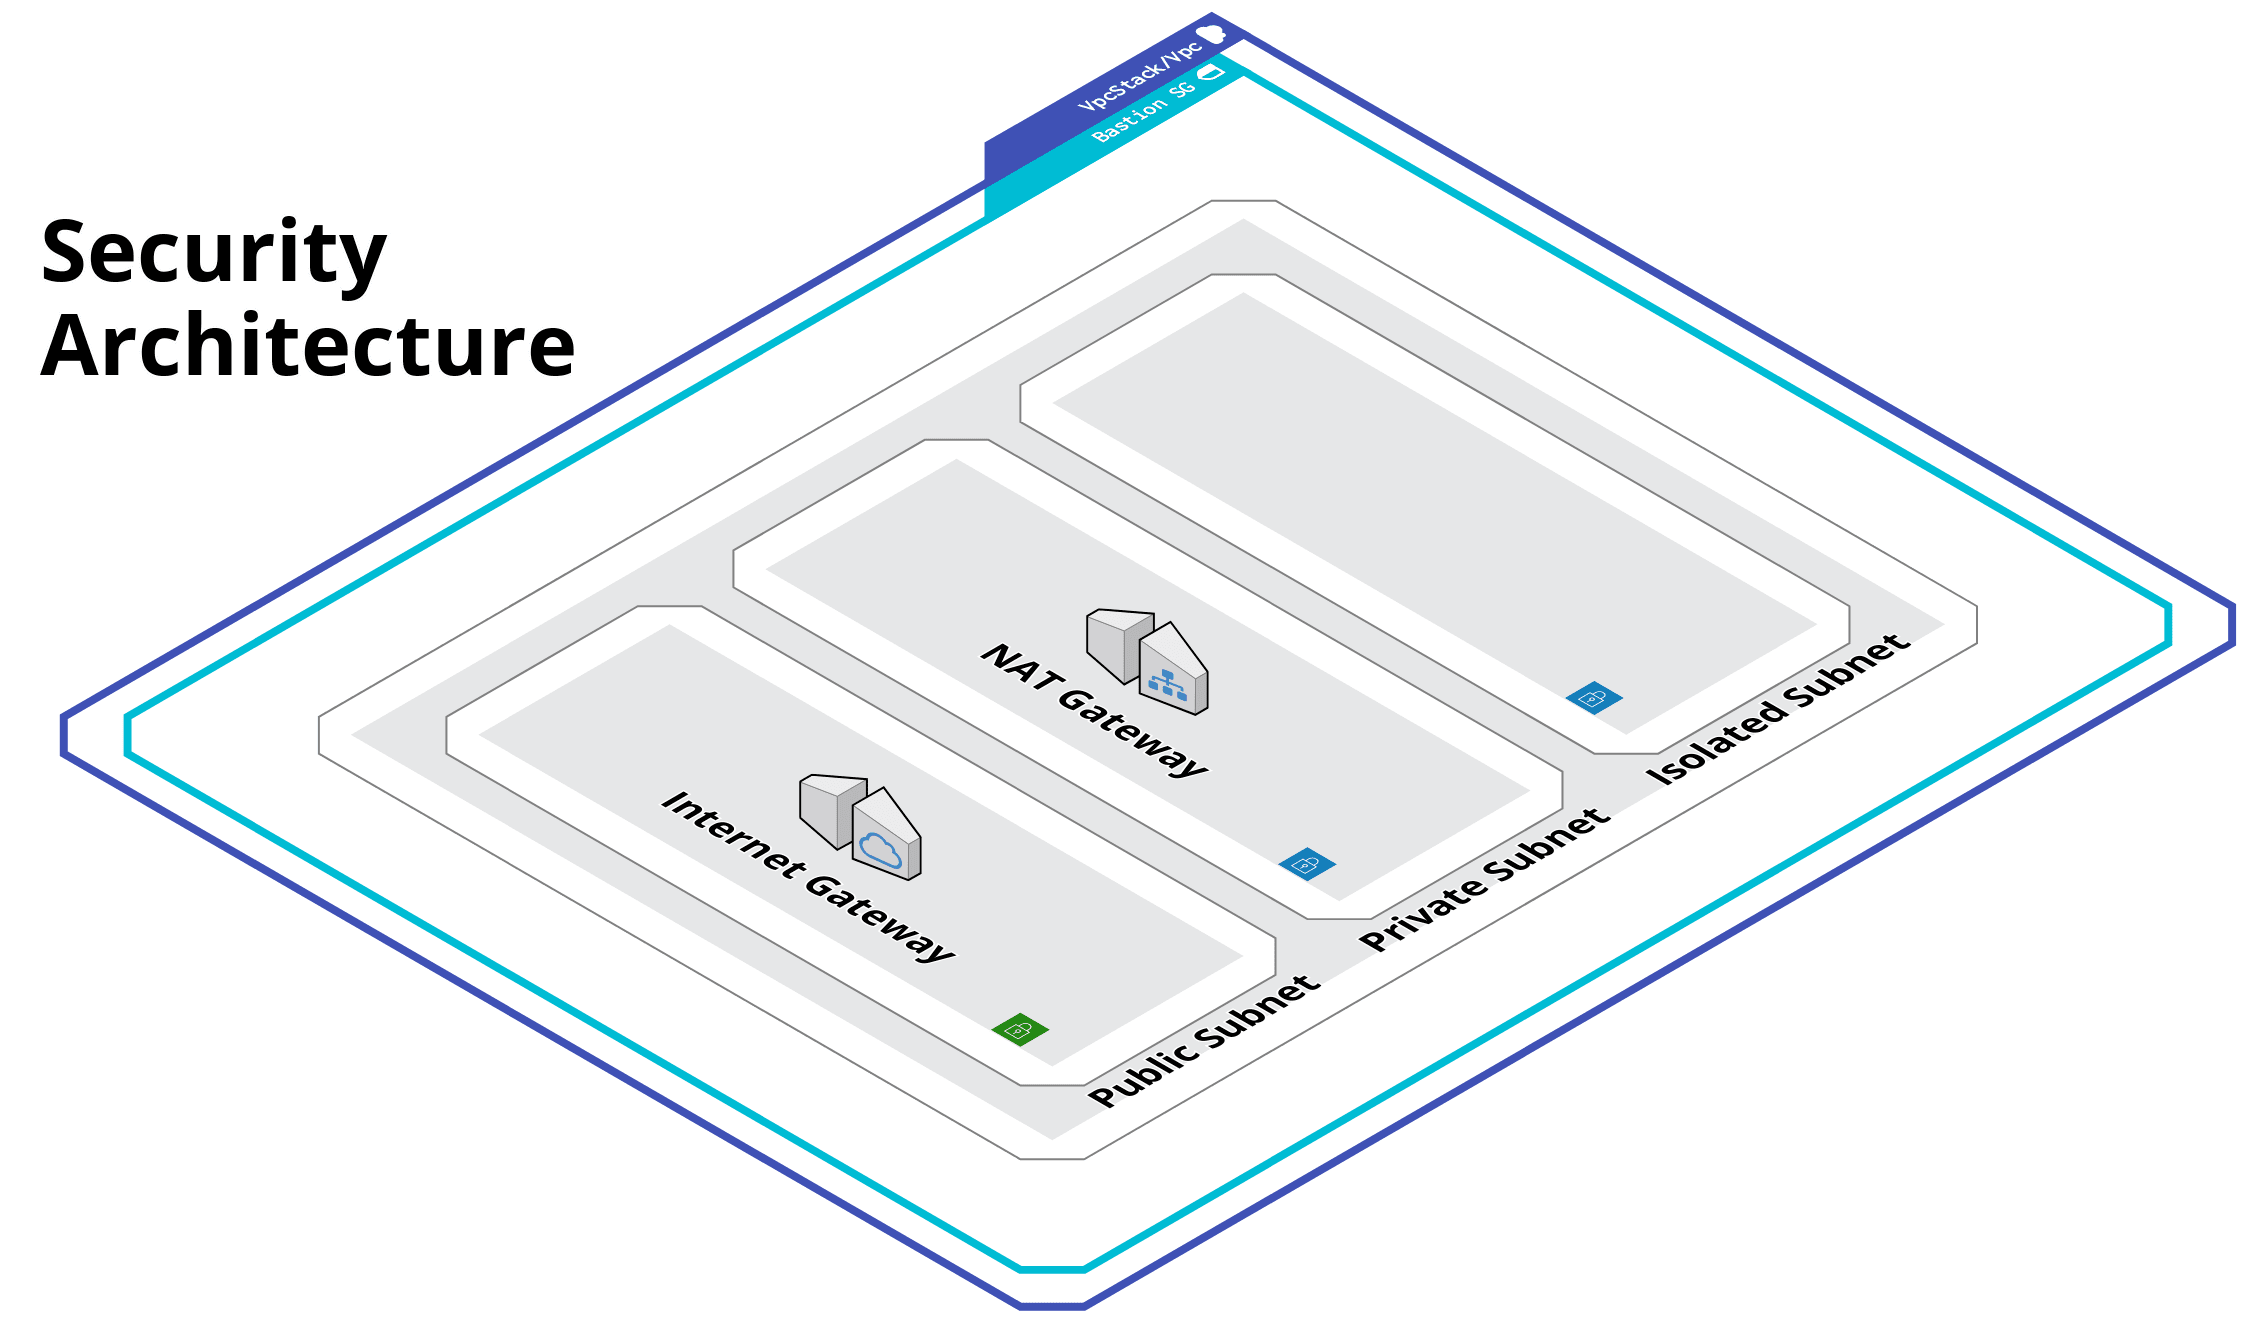 Security
Architecture
VpcStack/Vpc
Bastion SG
NAT Gateway
Internet Gateway
Isolated Subnet
Private Subnet
Public Subnet